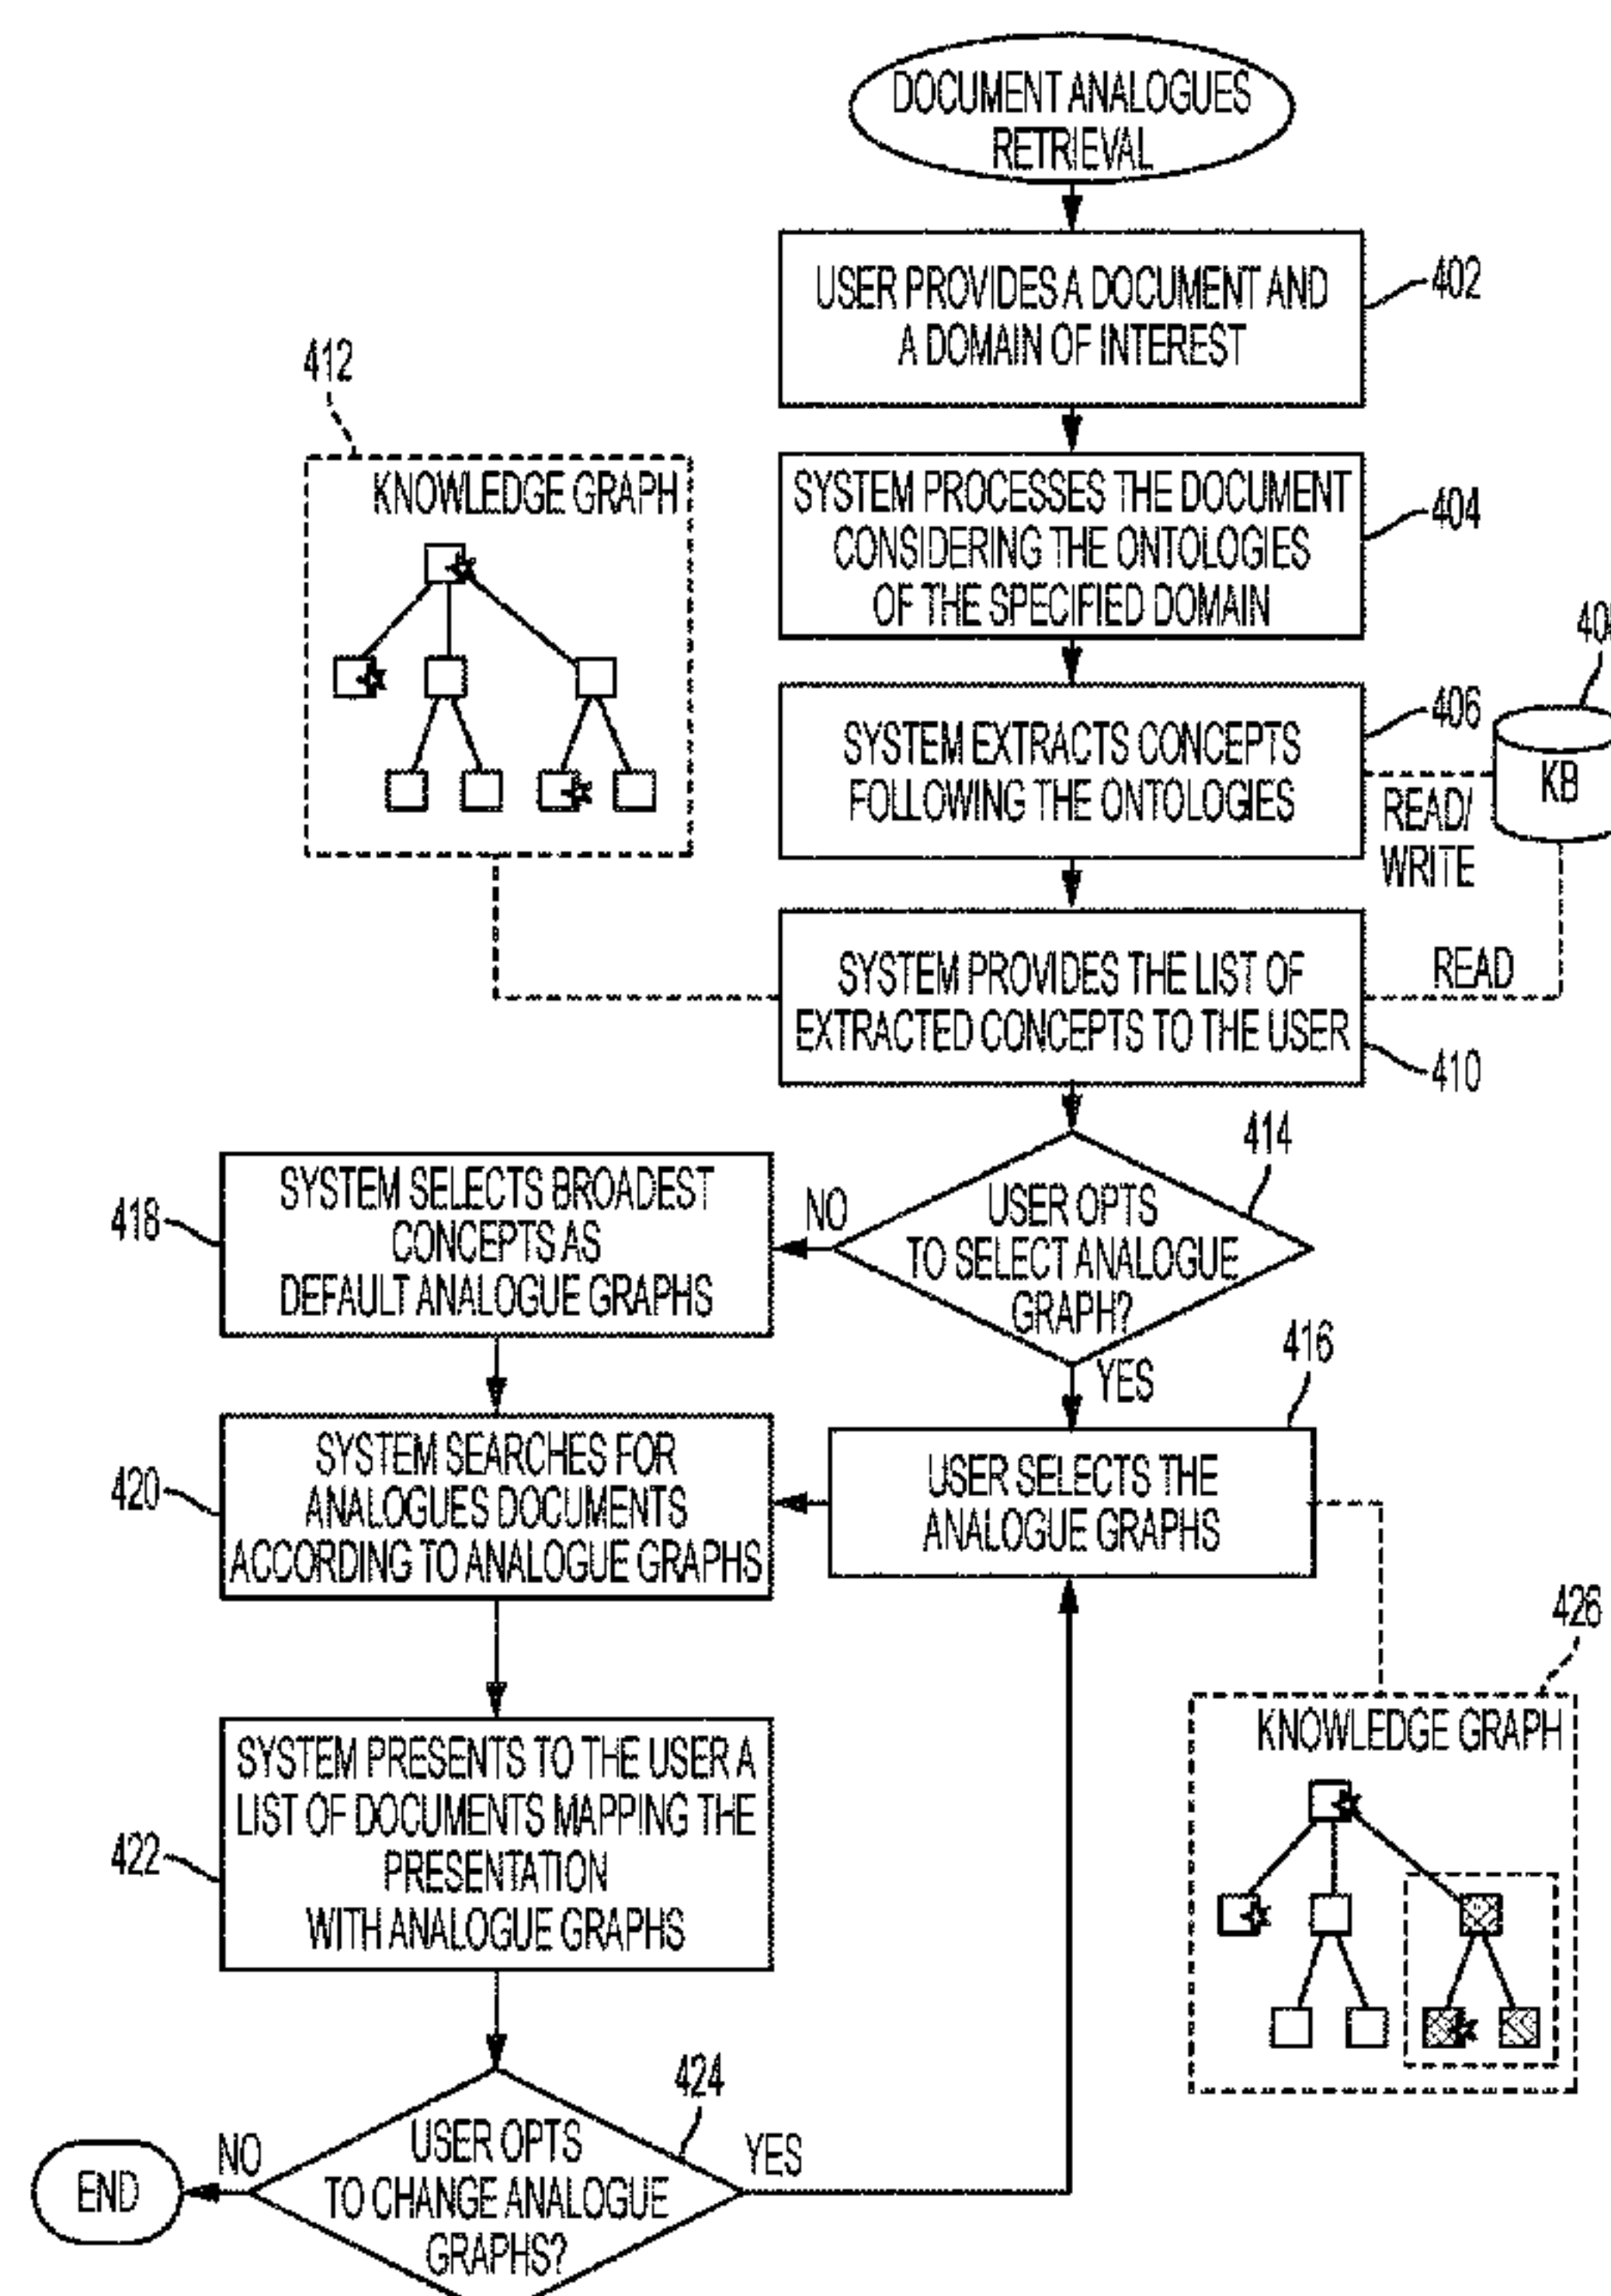 DOCUMENT ANALOGUES
RETRIEVAL
USER PROVIDES A DOCUMENT AND
A DOMAIN OF INTEREST
402
412
KNOWLEDGE GRAPH
SYSTEM PROCESSES THE DOCUMENT
CONSIDERING THE ONTOLOGIES
OF THE SPECIFIED DOMAIN
404
SYSTEM EXTRACTS CONCEPTS
FOLLOWING THE ONTOLOGIES
406
KB
READ/
WRITE
SYSTEM PROVIDES THE LIST OF
EXTRACTED CONCEPTS TO THE USER
READ
410
414
USER OPTS
TO SELECT ANALOGUE
GRAPH?
NO
YES
418
SYSTEM SELECTS BROADEST
CONCEPTS AS
DEFAULT ANALOGUE GRAPHS
416
USER SELECTS THE
ANALOGUE GRAPHS
420
SYSTEM SEARCHES FOR
ANALOGUES DOCUMENTS
ACCORDING TO ANALOGUE GRAPHS
426
KNOWLEDGE GRAPH
422
SYSTEM PRESENTS TO THE USER A
LIST OF DOCUMENTS MAPPING THE
PRESENTATION
WITH ANALOGUE GRAPHS
424
USER OPTS
TO CHANGE ANALOGUE
GRAPHS?
NO
YES
END